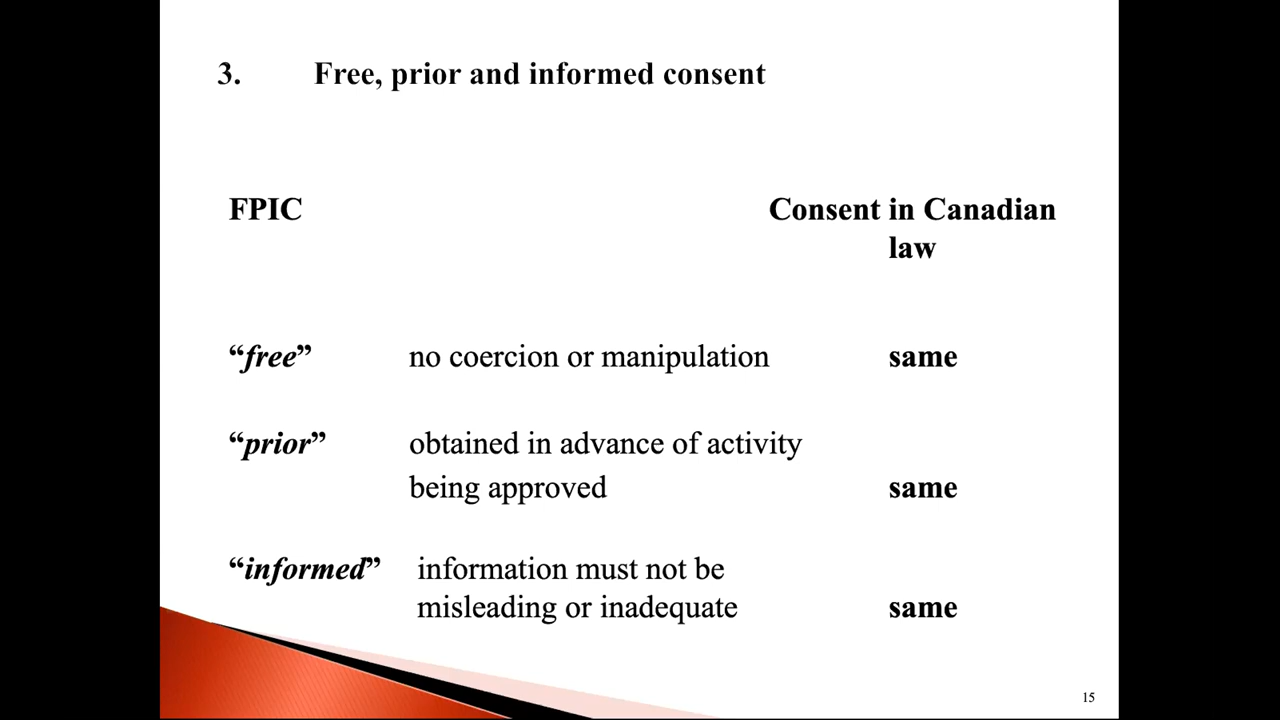 3. Free, prior and informed consent
FPIC Consent in Canadian
law
“free” no coercion or manipulation same
“prior” obtained in advance of activity
being approved same
“informed” information must not be
misleading or inadequate same
15